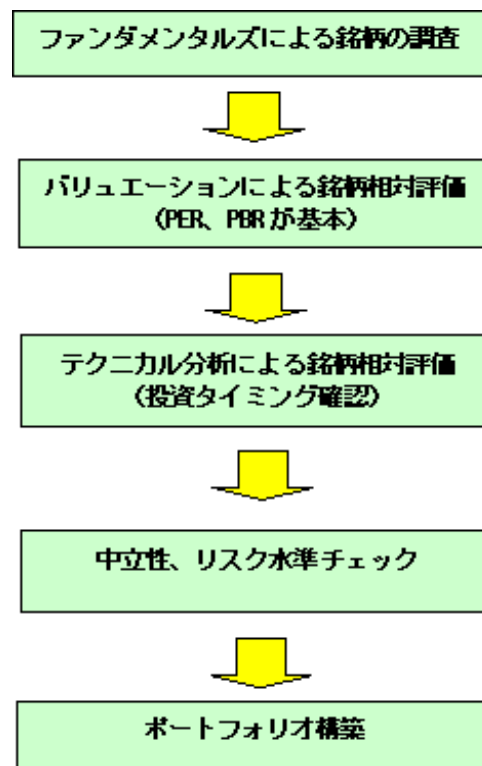 ファンダメンタルズによる銘柄の調査
バリュエーションによる銘柄相対評価
(PER、PBRが基本)
テクニカル分析による銘柄相対評価
(投資タイミング確認)
中立性、リスク水準チェック
ポートフォリオ構築